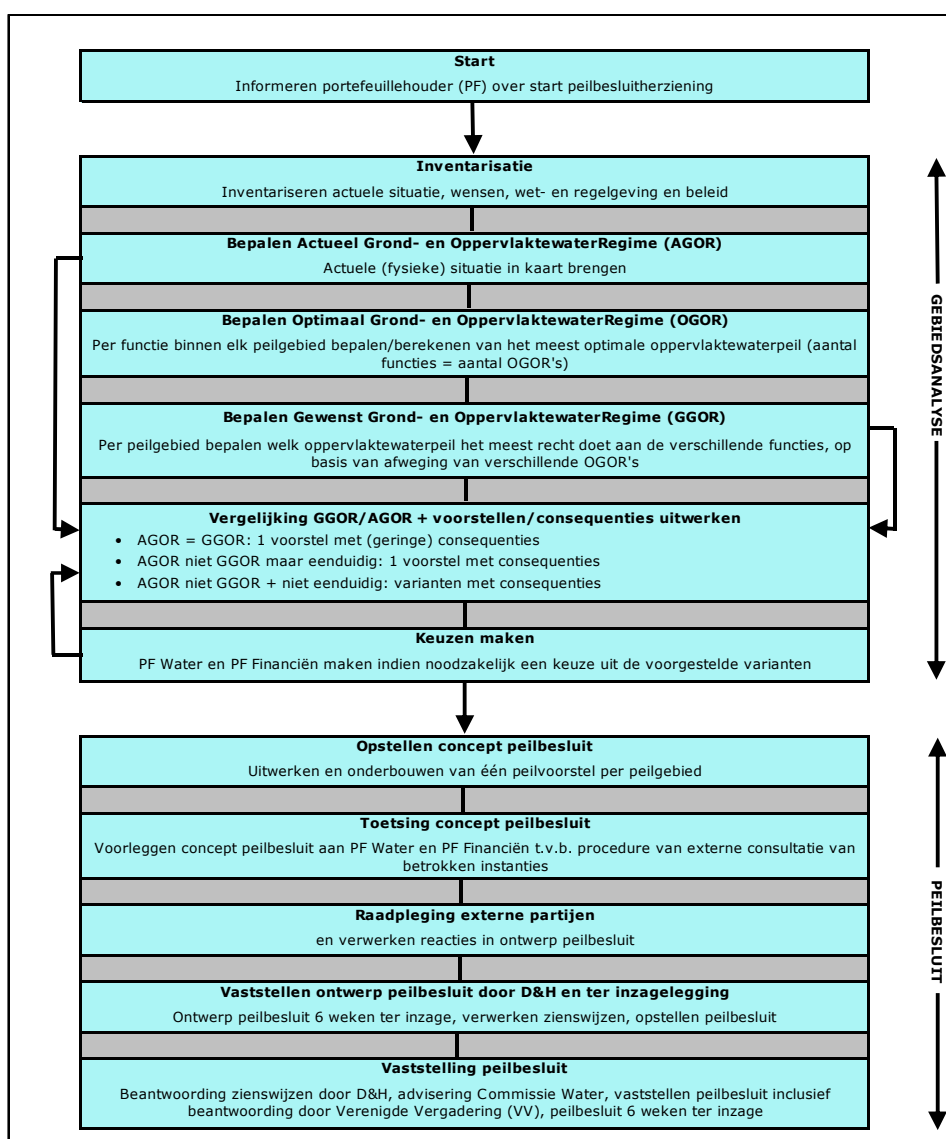 Start
Informeren portefeuillehouder (PF) over start peilbesluitherziening
Inventarisatie
Inventariseren actuele situatie, wensen, wet- en regelgeving en beleid
Bepalen Actueel Grond- en OppervlaktewaterRegime (AGOR)
Actuele (fysieke) situatie in kaart brengen
Bepalen Optimaal Grond- en OppervlaktewaterRegime (OGOR)
Per functie binnen elk peilgebied bepalen/berekenen van het meest optimale oppervlaktewaterpeil (aantal
functies = aantal OGOR's)
Bepalen Gewenst Grond- en OppervlaktewaterRegime (GGOR)
Per peilgebied bepalen welk oppervlaktewaterpeil het meest recht doet aan de verschillende functies, op
basis van afweging van verschillende OGOR's
Vergelijking GGOR/AGOR + voorstellen/consequenties uitwerken
• AGOR = GGOR: 1 voorstel met (geringe) consequenties
• AGOR niet GGOR maar eenduidig: 1 voorstel met consequenties
• AGOR niet GGOR + niet eenduidig: varianten met consequenties
Keuzen maken
PF Water en PF Financiën maken indien noodzakelijk een keuze uit de voorgestelde varianten
GEBIEDSANALYSE
Opstellen concept peilbesluit
Uitwerken en onderbouwen van één peilvoorstel per peilgebied
Toetsing concept peilbesluit
Voorleggen concept peilbesluit aan PF Water en PF Financiën t.v.b. procedure van externe consultatie van
betrokken instanties
Raadpleging externe partijen
en verwerken reacties in ontwerp peilbesluit
Vaststellen ontwerp peilbesluit door D&H en ter inzagelegging
Ontwerp peilbesluit 6 weken ter inzage, verwerken zienswijzen, opstellen peilbesluit
Vaststelling peilbesluit
Beantwoording zienswijzen door D&H, advisering Commissie Water, vaststellen peilbesluit inclusief
beantwoording door Verenigde Vergadering (VV), peilbesluit 6 weken ter inzage
PEILBESLUIT